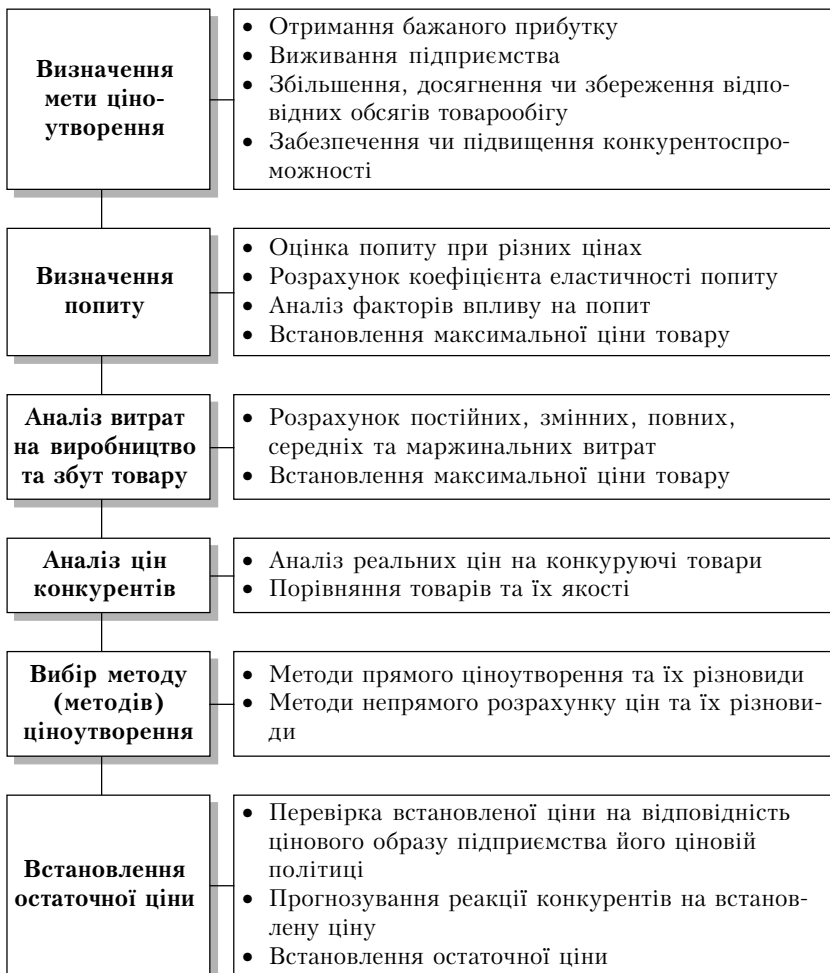 Визначення
мети ціно-
утворення
• Отримання бажаного прибутку
• Виживання підприємства
• Збільшення, досягнення чи збереження відпо-
відних обсягів товарообігу
• Забезпечення чи підвищення конкурентоспро-
можності
Визначення
попиту
• Оцінка попиту при різних цінах
• Розрахунок коефіцієнта еластичності попиту
• Аналіз факторів впливу на попит
• Встановлення максимальної ціни товару
Аналіз витрат
на виробництво
та збут товару
• Розрахунок постійних, змінних, повних,
середніх та маржинальних витрат
• Встановлення максимальної ціни товару
Аналіз цін
конкурентів
• Аналіз реальних цін на конкуруючі товари
• Порівняння товарів та їх якості
Вибір методу
(методів)
ціноутворення
• Методи прямого ціноутворення та їх різновиди
• Методи непрямого розрахунку цін та їх різнови-
ди
Встановлення
остаточної ціни
• Перевірка встановленої ціни на відповідність
цінового образу підприємства його ціновій
політиці
• Прогнозування реакції конкурентів на встанов-
лену ціну
• Встановлення остаточної ціни